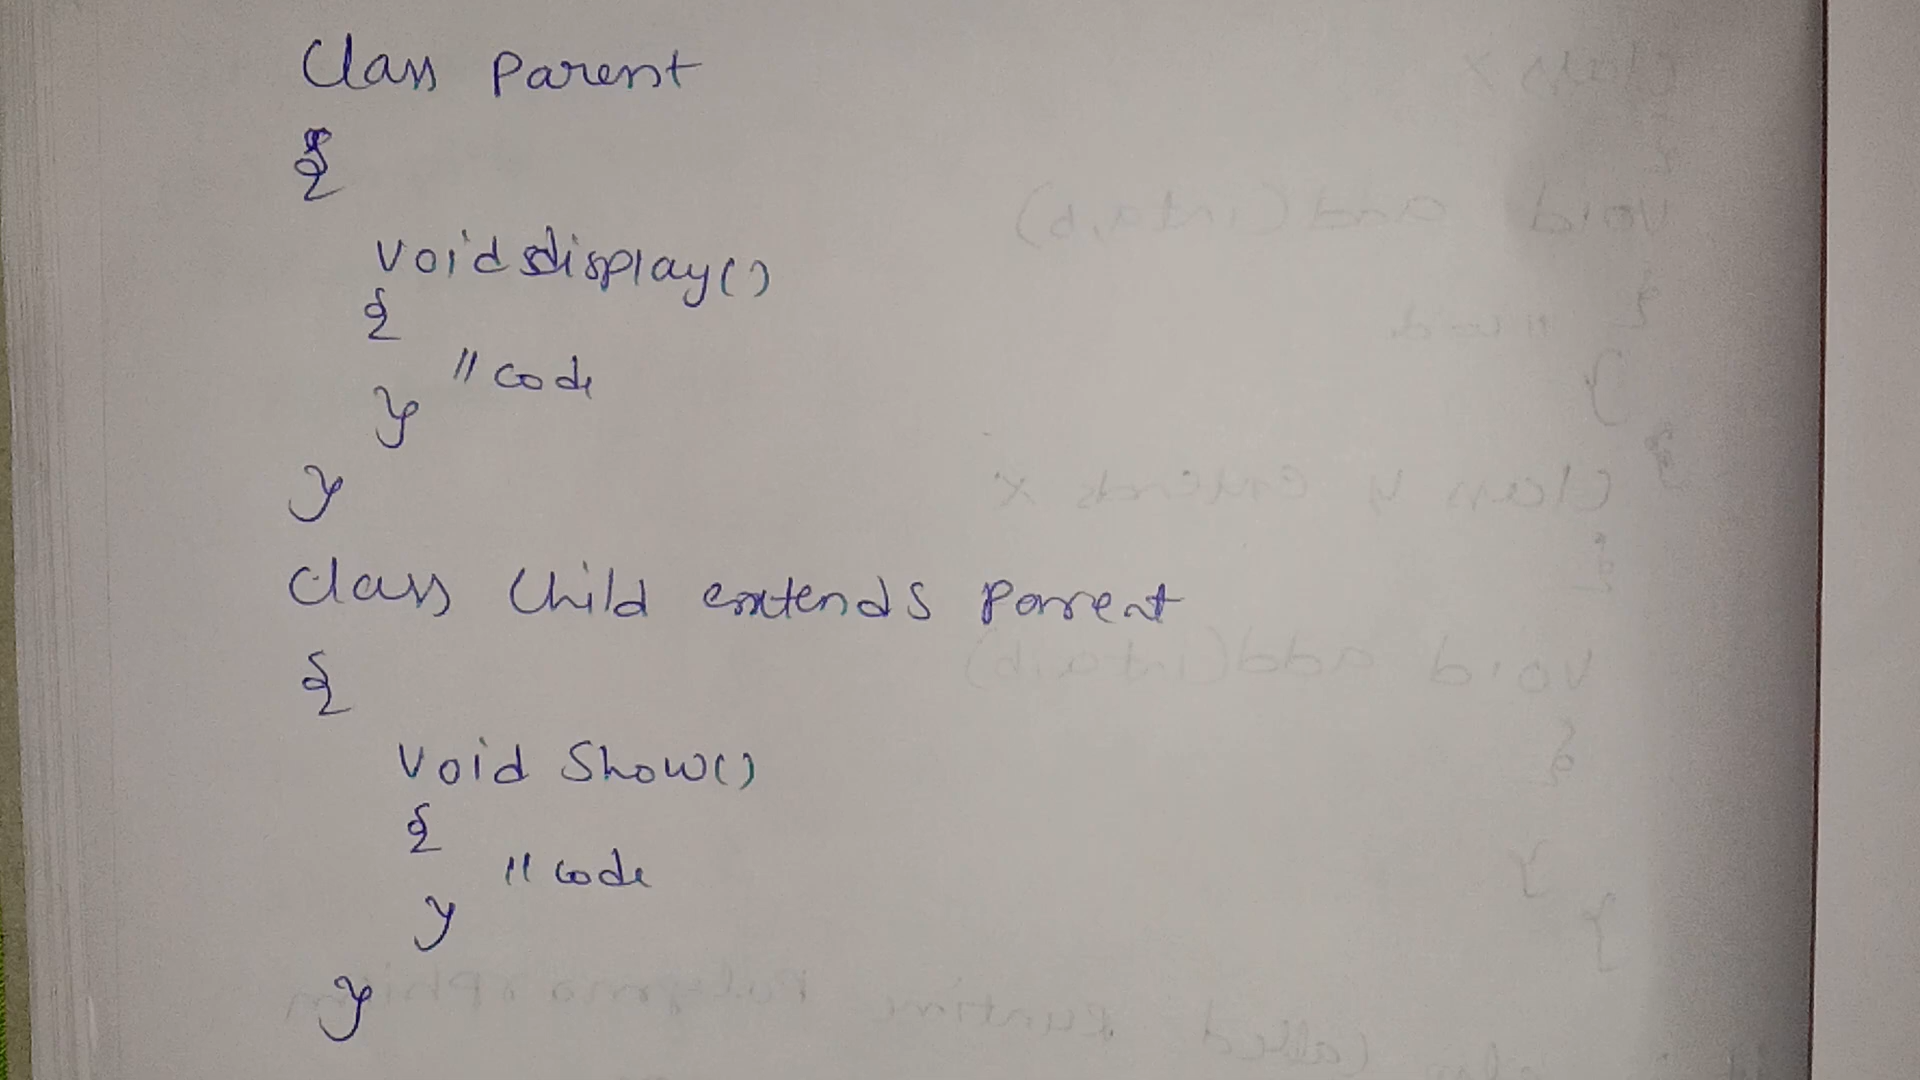 Class Parent
{
void display()
{
// code
}
}
class Child extends Parent
{
void Show()
{
// code
}
}